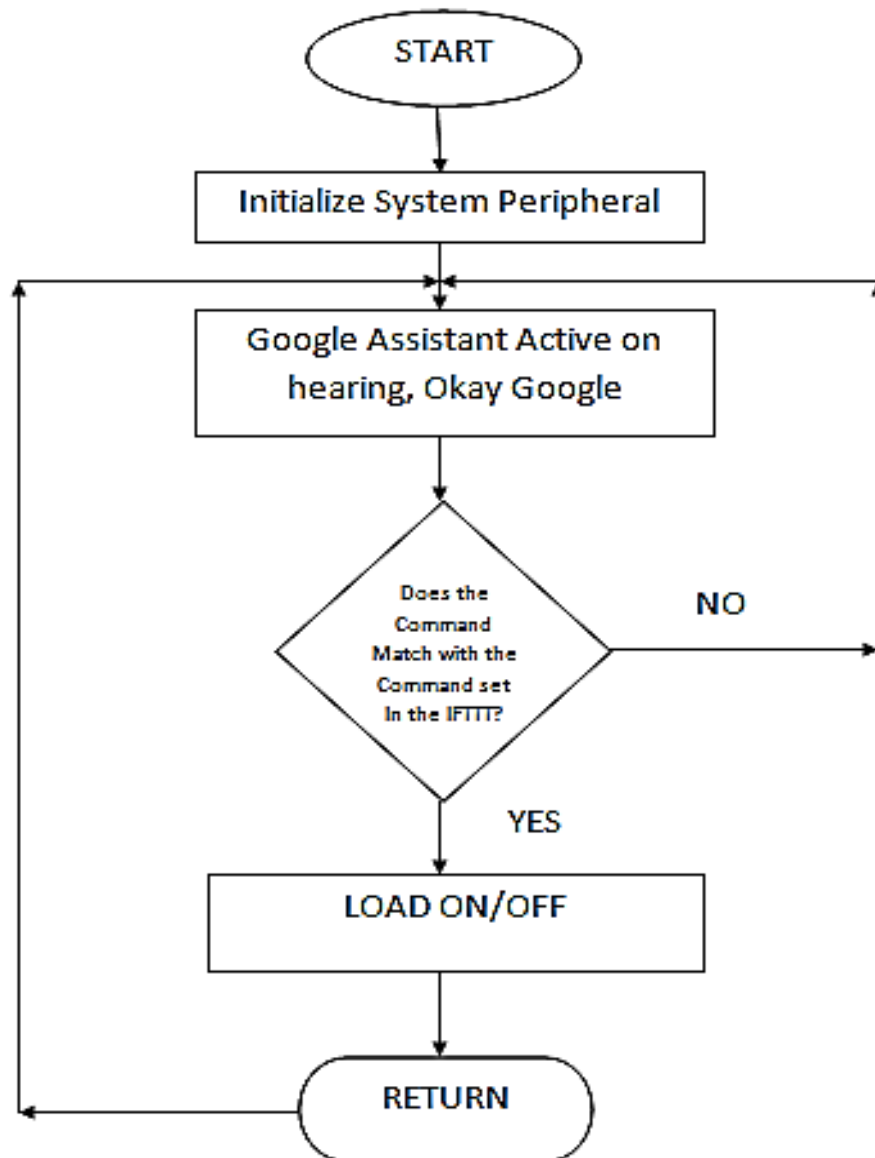 START
Initialize System Peripheral
Google Assistant Active on
hearing, Okay Google
Does the
Command
Match with the
Command set
In the IFTTT?
NO
YES
LOAD ON/OFF
RETURN